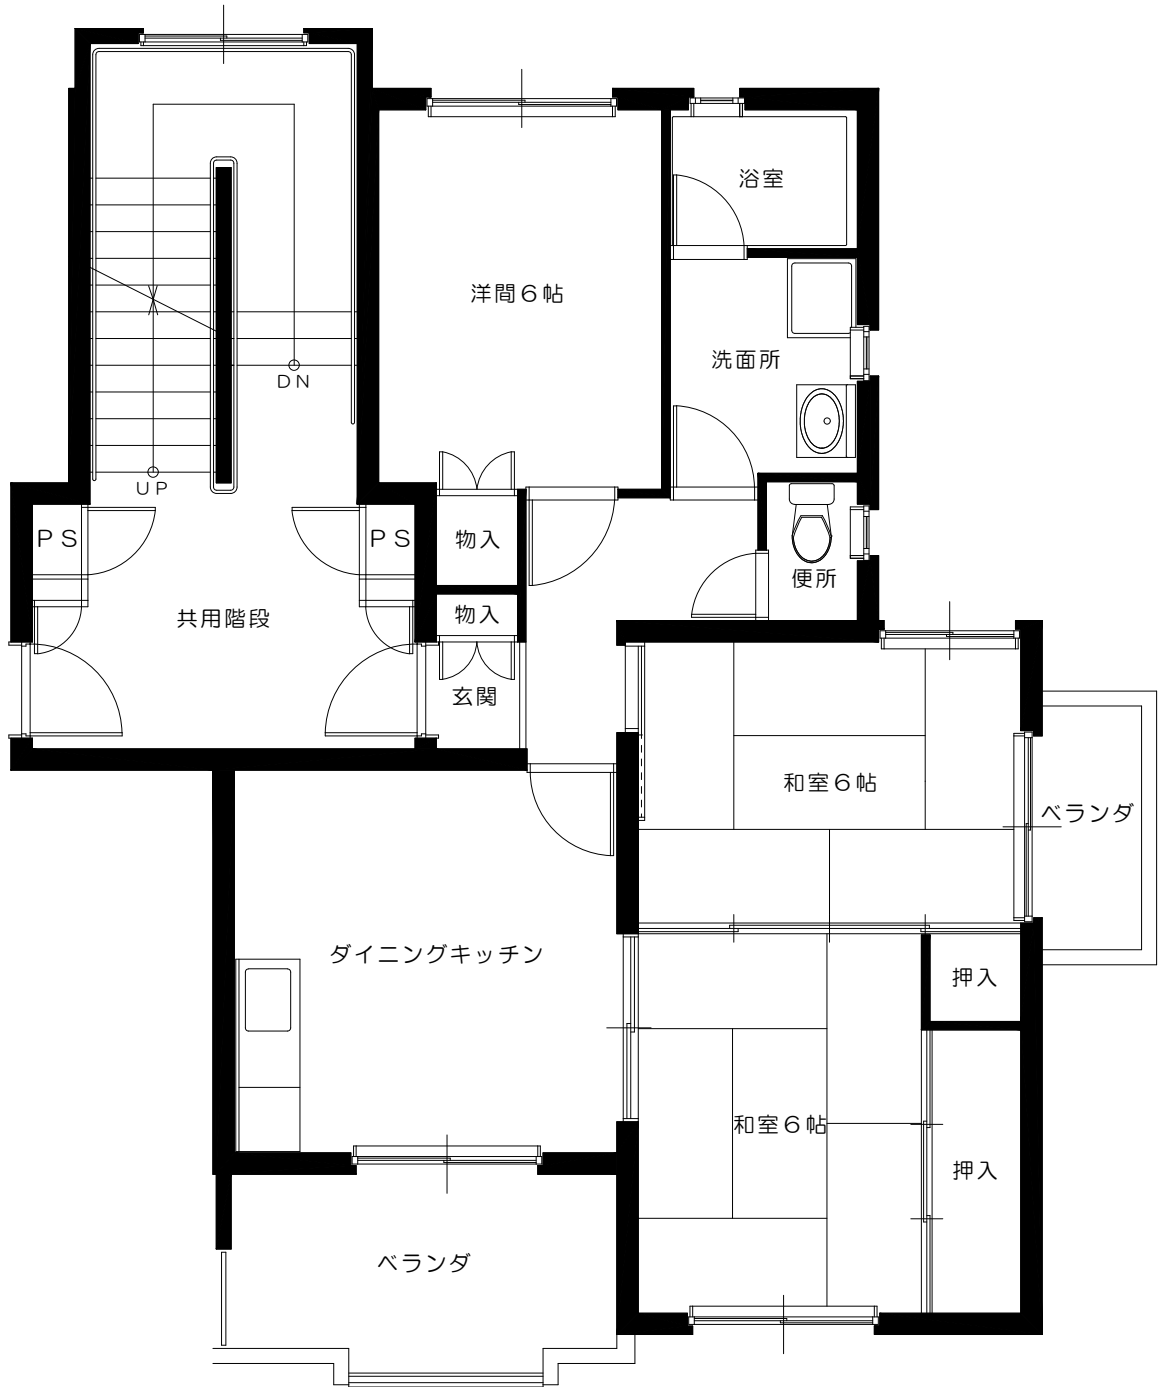 浴室
洋間６帖
洗面所
DN
UP
PS
PS
物入
便所
物入
共用階段
玄関
和室６帖
ベランダ
ダイニングキッチン
押入
和室６帖
押入
ベランダ